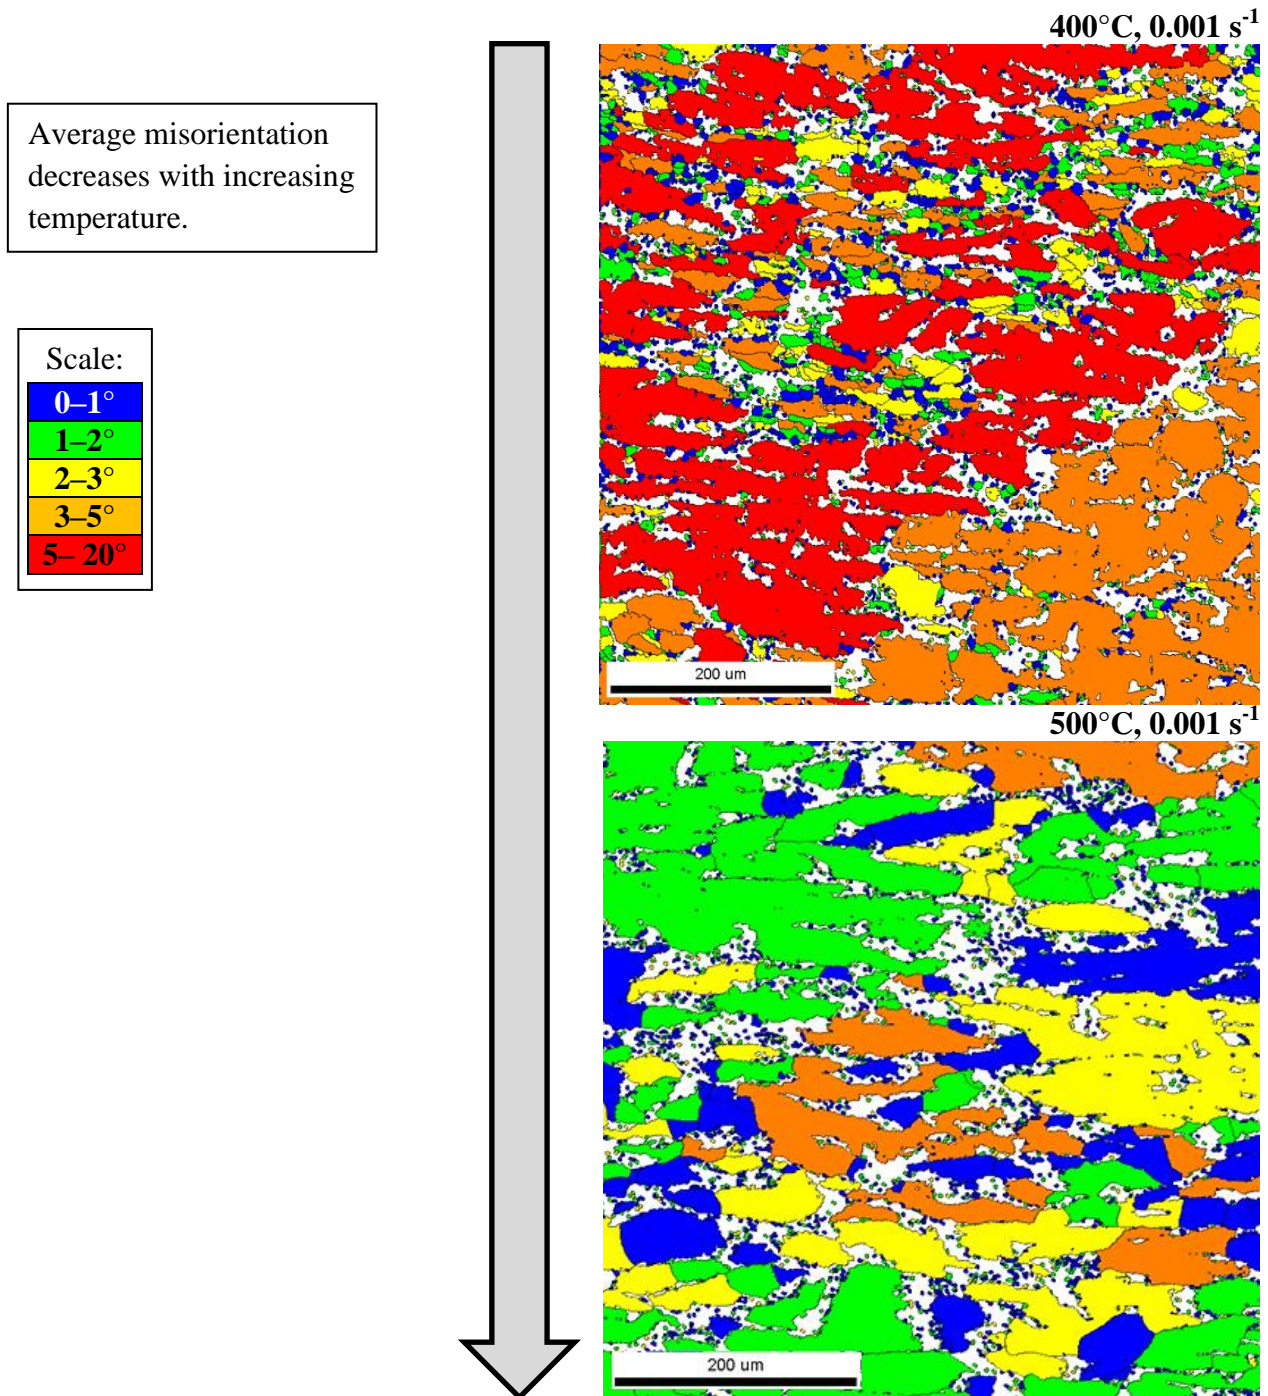 400°C, 0.001 s⁻¹
Average misorientation
decreases with increasing
temperature.
Scale:
0–1°
1–2°
2–3°
3–5°
5– 20°
200 um
500°C, 0.001 s⁻¹
200 um